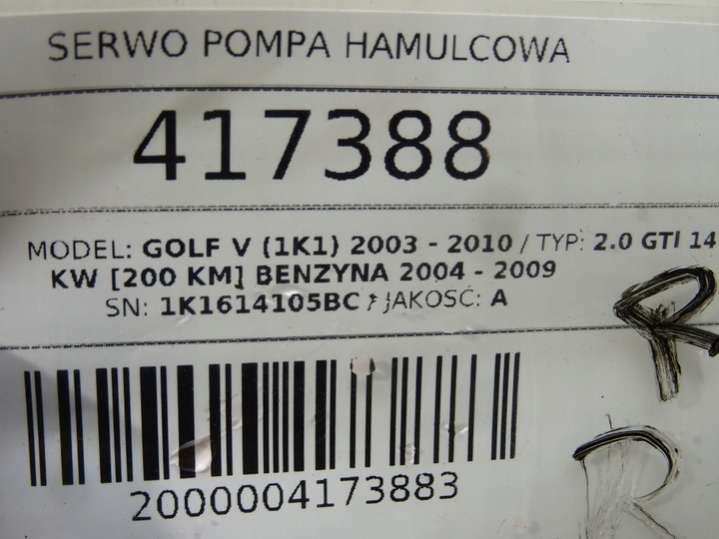 SERWO POMPA HAMULCOWA
417388
MODEL: GOLF V (1K1) 2003 - 2010 / TYP: 2.0 GTI 14
KW [200 KM] BENZYNA 2004 - 2009
SN: 1K1614105BC / JAKOŚĆ: A
2000004173883
R
R